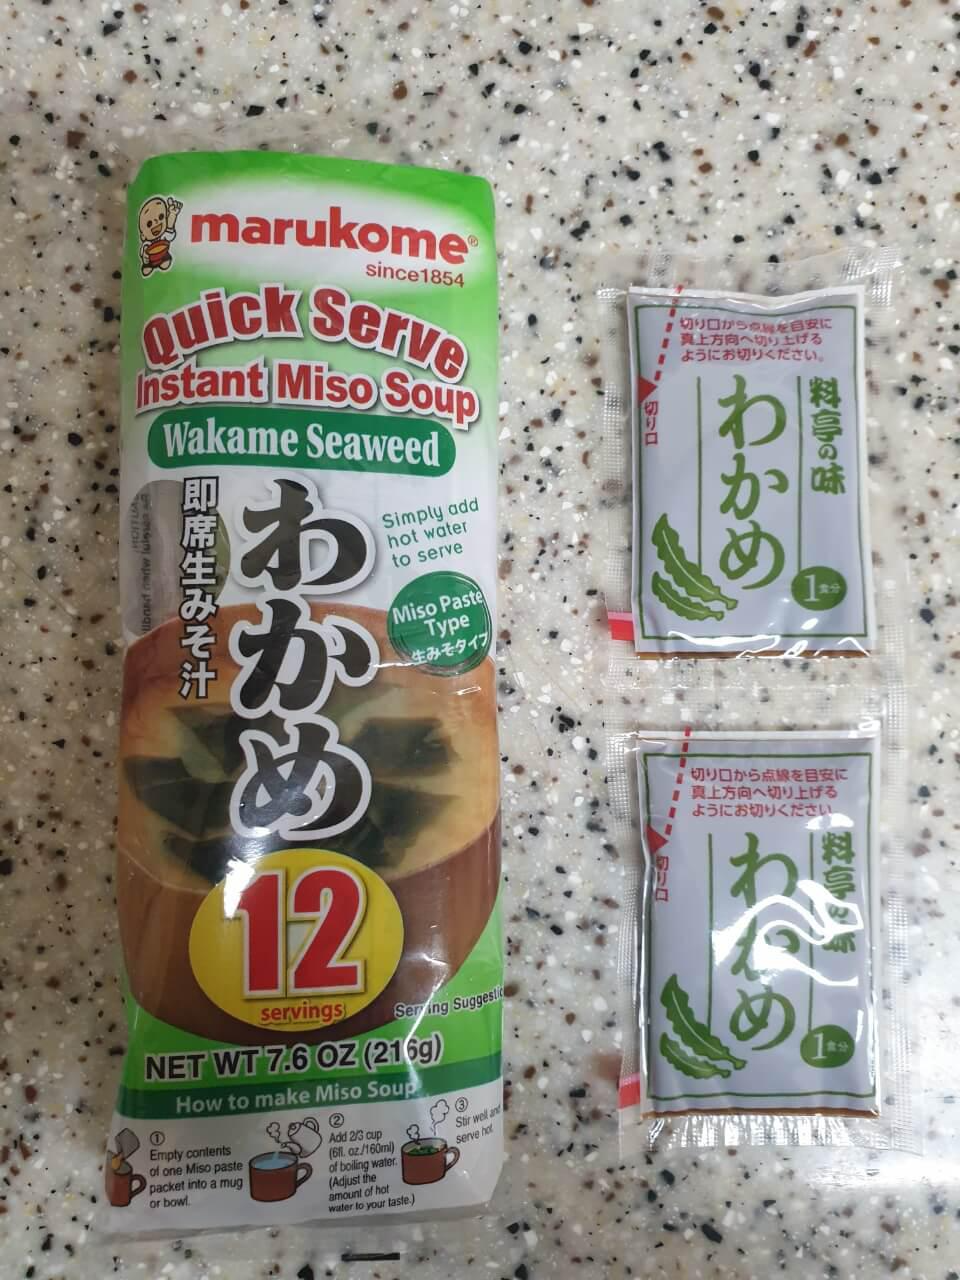 marukome®
since1854
Quick Serve
Instant Miso Soup
Wakame Seaweed
即席生みそ汁
わかめ
Simply add
hot water
to serve
Miso Paste
Type
生みそタイプ
12
servings
Serving Suggestio
NET WT 7.6 OZ (216g)
How to make Miso Soup
①
Empty contents
of one Miso paste
packet into a mug
or bowl.
②
Add 2/3 cup
(6fl. oz./160ml)
of boiling water.
(Adjust the
amount of hot
water to your taste.)
③
Stir well and
serve hot.
切り口から点線を目安に
真上方向へ切り上げる
ようにお切りください。
切り口
料亭の味
わかめ
1食分
切り口から点線を目安に
真上方向へ切り上げる
ようにお切りください
切り口
料亭の味
わかめ
1食分